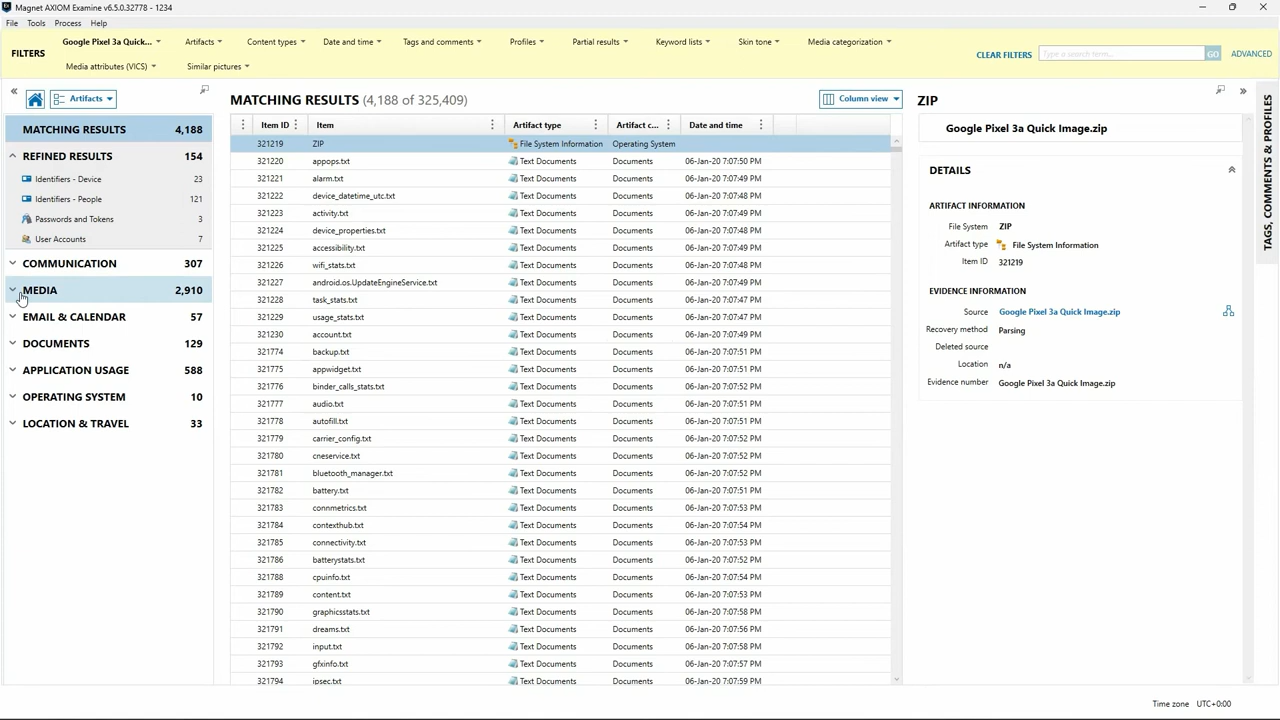 Magnet AXIOM Examine v6.5.0.32778 - 1234
File Tools Process Help
FILTERS
Google Pixel 3a Quick... Artifacts Content types Date and time Tags and comments Profiles Partial results Keyword lists Skin tone Media categorization
Media attributes (VICS) Similar pictures
CLEAR FILTERS Type a search term... GO ADVANCED
Artifacts
MATCHING RESULTS 4,188
REFINED RESULTS 154
Identifiers - Device 23
Identifiers - People 121
Passwords and Tokens 3
User Accounts 7
COMMUNICATION 307
MEDIA 2,910
EMAIL & CALENDAR 57
DOCUMENTS 129
APPLICATION USAGE 588
OPERATING SYSTEM 10
LOCATION & TRAVEL 33
MATCHING RESULTS (4,188 of 325,409)
Column view
Item ID Item Artifact type Artifact c... Date and time
321219 ZIP File System Information Operating System
321220 appops.txt Text Documents Documents 06-Jan-20 7:07:50 PM
321221 alarm.txt Text Documents Documents 06-Jan-20 7:07:49 PM
321222 device_datetime_utc.txt Text Documents Documents 06-Jan-20 7:07:48 PM
321223 activity.txt Text Documents Documents 06-Jan-20 7:07:49 PM
321224 device_properties.txt Text Documents Documents 06-Jan-20 7:07:48 PM
321225 accessibility.txt Text Documents Documents 06-Jan-20 7:07:49 PM
321226 wifi_stats.txt Text Documents Documents 06-Jan-20 7:07:48 PM
321227 android.os.UpdateEngineService.txt Text Documents Documents 06-Jan-20 7:07:49 PM
321228 task_stats.txt Text Documents Documents 06-Jan-20 7:07:47 PM
321229 usage_stats.txt Text Documents Documents 06-Jan-20 7:07:47 PM
321230 account.txt Text Documents Documents 06-Jan-20 7:07:49 PM
321774 backup.txt Text Documents Documents 06-Jan-20 7:07:51 PM
321775 appwidget.txt Text Documents Documents 06-Jan-20 7:07:51 PM
321776 binder_calls_stats.txt Text Documents Documents 06-Jan-20 7:07:52 PM
321777 audio.txt Text Documents Documents 06-Jan-20 7:07:51 PM
321778 autofill.txt Text Documents Documents 06-Jan-20 7:07:51 PM
321779 carrier_config.txt Text Documents Documents 06-Jan-20 7:07:52 PM
321780 cneservice.txt Text Documents Documents 06-Jan-20 7:07:52 PM
321781 bluetooth_manager.txt Text Documents Documents 06-Jan-20 7:07:52 PM
321782 battery.txt Text Documents Documents 06-Jan-20 7:07:51 PM
321783 connmetrics.txt Text Documents Documents 06-Jan-20 7:07:53 PM
321784 contexthub.txt Text Documents Documents 06-Jan-20 7:07:54 PM
321785 connectivity.txt Text Documents Documents 06-Jan-20 7:07:53 PM
321786 batterystats.txt Text Documents Documents 06-Jan-20 7:07:52 PM
321788 cpuinfo.txt Text Documents Documents 06-Jan-20 7:07:54 PM
321789 content.txt Text Documents Documents 06-Jan-20 7:07:53 PM
321790 graphicsstats.txt Text Documents Documents 06-Jan-20 7:07:58 PM
321791 dreams.txt Text Documents Documents 06-Jan-20 7:07:56 PM
321792 input.txt Text Documents Documents 06-Jan-20 7:07:58 PM
321793 gfxinfo.txt Text Documents Documents 06-Jan-20 7:07:57 PM
321794 ipsec.txt Text Documents Documents 06-Jan-20 7:07:59 PM
ZIP
Google Pixel 3a Quick Image.zip
DETAILS
ARTIFACT INFORMATION
File System ZIP
Artifact type File System Information
Item ID 321219
EVIDENCE INFORMATION
Source Google Pixel 3a Quick Image.zip
Recovery method Parsing
Deleted source
Location n/a
Evidence number Google Pixel 3a Quick Image.zip
TAGS, COMMENTS & PROFILES
Time zone UTC+0:00